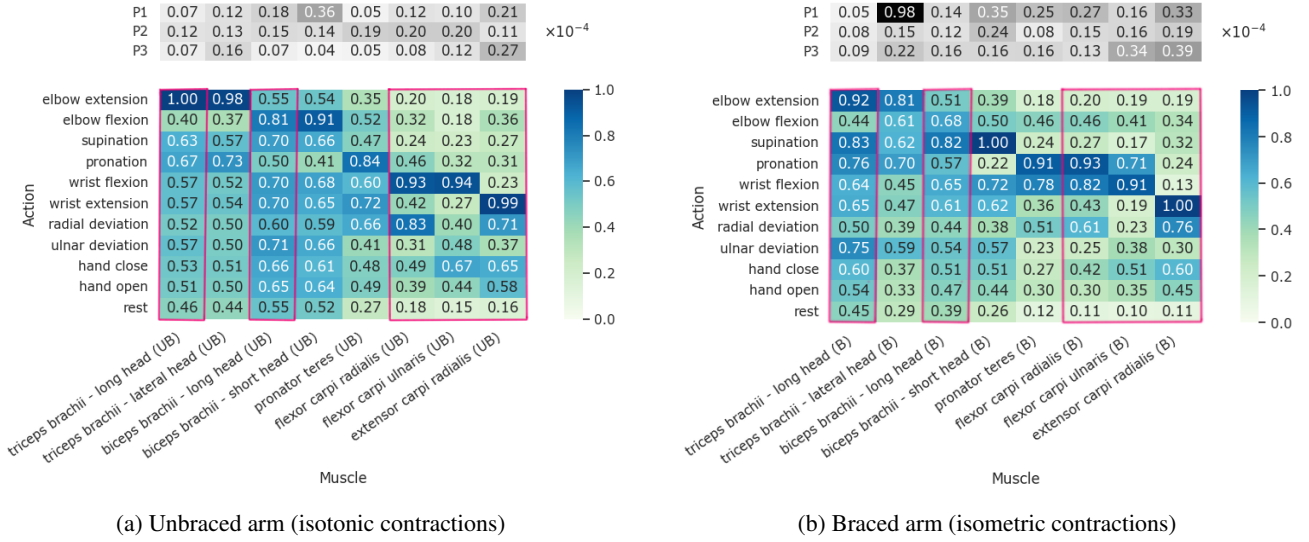 P1 0.07 0.12 0.18 0.36 0.05 0.12 0.10 0.21
P2 0.12 0.13 0.15 0.14 0.19 0.20 0.20 0.11 ×10⁻⁴
P3 0.07 0.16 0.07 0.04 0.05 0.08 0.12 0.27
elbow extension 1.00 0.98 0.55 0.54 0.35 0.20 0.18 0.19 1.0
elbow flexion 0.40 0.37 0.81 0.91 0.52 0.32 0.18 0.36
supination 0.63 0.57 0.70 0.66 0.47 0.24 0.23 0.27 0.8
pronation 0.67 0.73 0.50 0.41 0.84 0.46 0.32 0.31
wrist flexion 0.57 0.52 0.70 0.68 0.60 0.93 0.94 0.23 0.6
Action
wrist extension 0.57 0.54 0.70 0.65 0.72 0.42 0.27 0.99
radial deviation 0.52 0.50 0.60 0.59 0.66 0.83 0.40 0.71 0.4
ulnar deviation 0.57 0.50 0.71 0.66 0.41 0.31 0.48 0.37
hand close 0.53 0.51 0.66 0.61 0.48 0.49 0.67 0.65 0.2
hand open 0.51 0.50 0.65 0.64 0.49 0.39 0.44 0.58
rest 0.46 0.44 0.55 0.52 0.27 0.18 0.15 0.16 0.0
triceps brachii - long head (UB)
triceps brachii - lateral head (UB)
biceps brachii - long head (UB)
biceps brachii - short head (UB)
pronator teres (UB)
flexor carpi radialis (UB)
flexor carpi ulnaris (UB)
extensor carpi radialis (UB)
Muscle
(a) Unbraced arm (isotonic contractions)
P1 0.05 0.98 0.14 0.35 0.25 0.27 0.16 0.33
P2 0.08 0.15 0.12 0.24 0.08 0.15 0.16 0.19 ×10⁻⁴
P3 0.09 0.22 0.16 0.16 0.16 0.13 0.34 0.39
elbow extension 0.92 0.81 0.51 0.39 0.18 0.20 0.19 0.19 1.0
elbow flexion 0.44 0.61 0.68 0.50 0.46 0.46 0.41 0.34
supination 0.83 0.62 0.82 1.00 0.24 0.27 0.17 0.32 0.8
pronation 0.76 0.70 0.57 0.22 0.91 0.93 0.71 0.24
wrist flexion 0.64 0.45 0.65 0.72 0.78 0.82 0.91 0.13 0.6
Action
wrist extension 0.65 0.47 0.61 0.62 0.36 0.43 0.19 1.00
radial deviation 0.50 0.39 0.44 0.38 0.51 0.61 0.23 0.76 0.4
ulnar deviation 0.75 0.59 0.54 0.57 0.23 0.25 0.38 0.30
hand close 0.60 0.37 0.51 0.51 0.27 0.42 0.51 0.60 0.2
hand open 0.54 0.33 0.47 0.44 0.30 0.30 0.35 0.45
rest 0.45 0.29 0.39 0.26 0.12 0.11 0.10 0.11 0.0
triceps brachii - long head (B)
triceps brachii - lateral head (B)
biceps brachii - long head (B)
biceps brachii - short head (B)
pronator teres (B)
flexor carpi radialis (B)
flexor carpi ulnaris (B)
extensor carpi radialis (B)
Muscle
(b) Braced arm (isometric contractions)